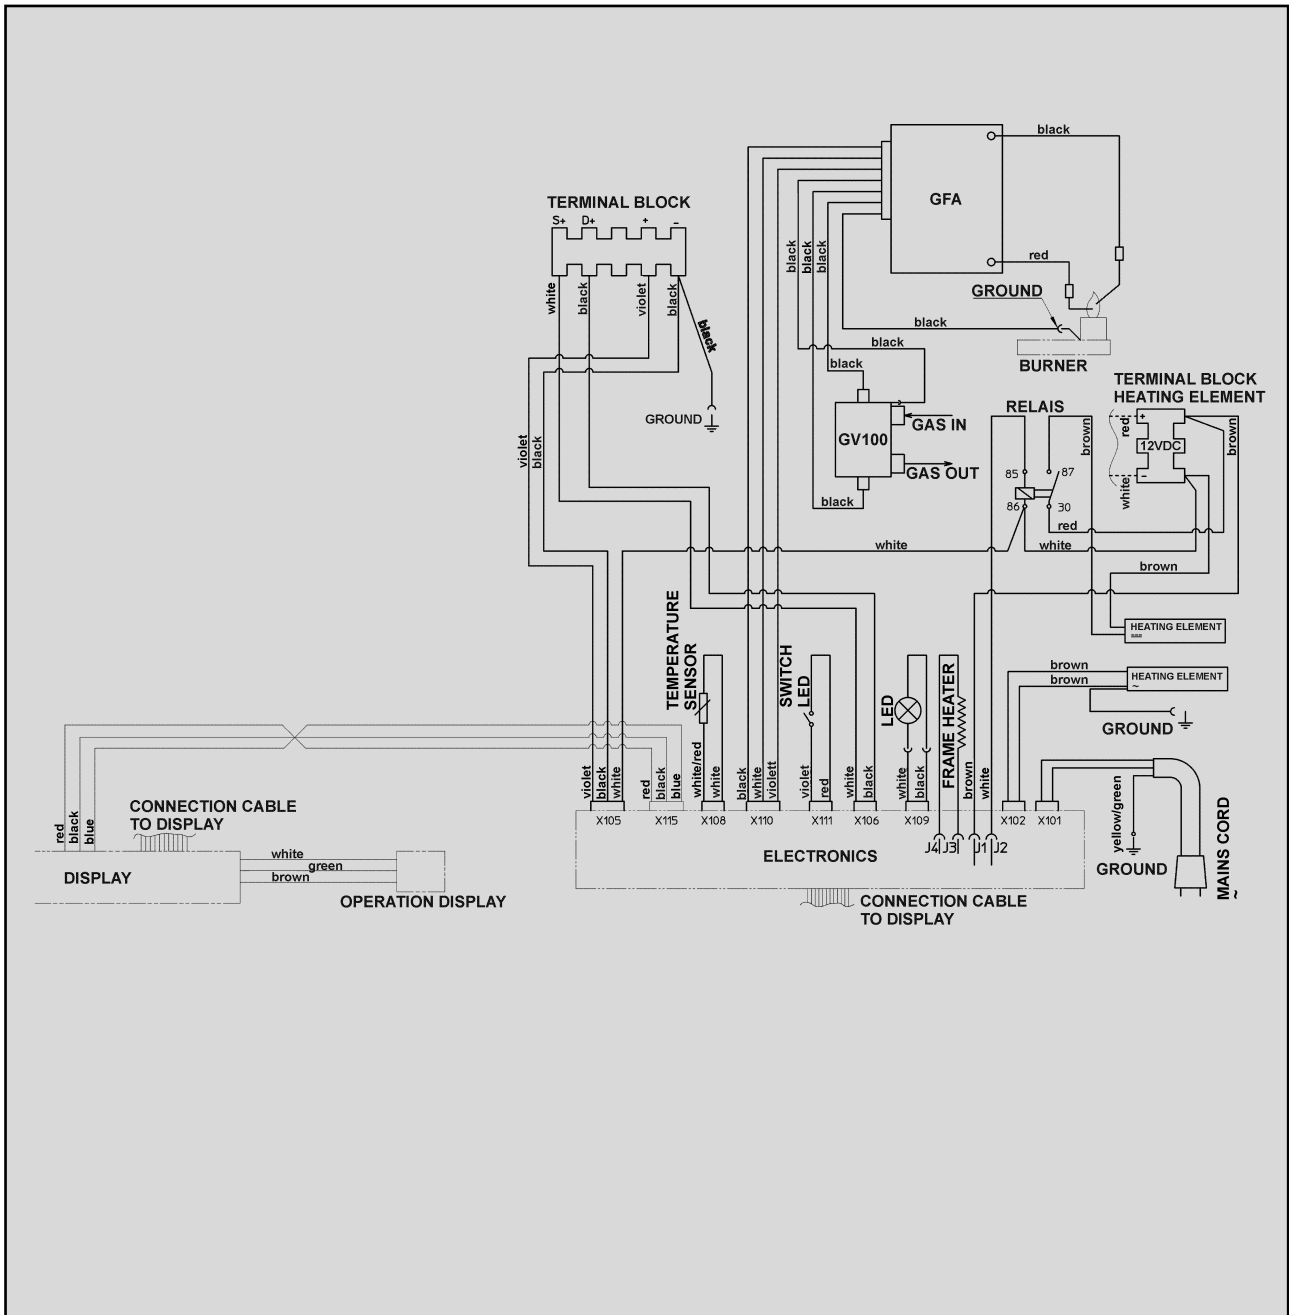 black
GFA
TERMINAL BLOCK
S+ D+ + -
black
black
black
red
GROUND
white
black
violet
black
black
black
black
BURNER
black
TERMINAL BLOCK
HEATING ELEMENT
RELAIS
GROUND
GAS IN
GV100
+
red
12VDC
brown
brown
-
white
violet
black
GAS OUT
85
87
86
30
black
red
white
white
brown
HEATING ELEMENT
TEMPERATURE
SENSOR
SWITCH
LED
LED
FRAME HEATER
brown
brown
HEATING ELEMENT
~
GROUND
violet
black
white
red
black
blue
white/red
white
black
white
violett
violet
red
white
black
white
black
brown
white
yellow/green
GROUND
MAINS CORD
~
X105 X115 X108 X110 X111 X106 X109 X102 X101
J4 J3 J1 J2
ELECTRONICS
CONNECTION CABLE
TO DISPLAY
CONNECTION CABLE
TO DISPLAY
red
black
blue
DISPLAY
white
green
brown
OPERATION DISPLAY